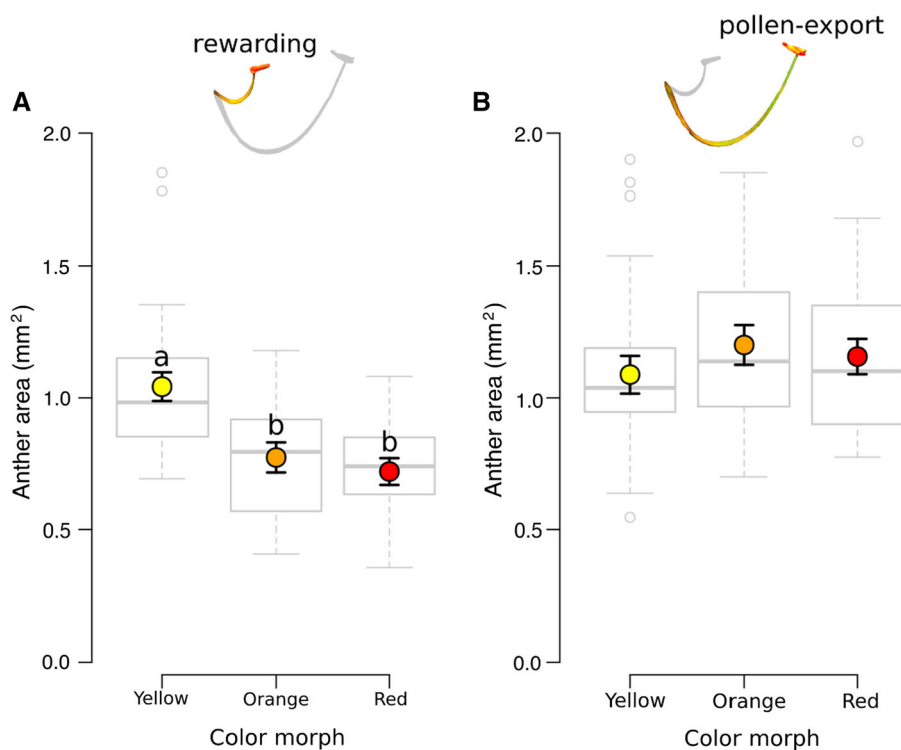 rewarding
pollen-export
A
B
2.0
1.5
1.0
0.5
0.0
Anther area (mm²)
a
b
b
Yellow
Orange
Red
Color morph
2.0
1.5
1.0
0.5
0.0
Anther area (mm²)
Yellow
Orange
Red
Color morph